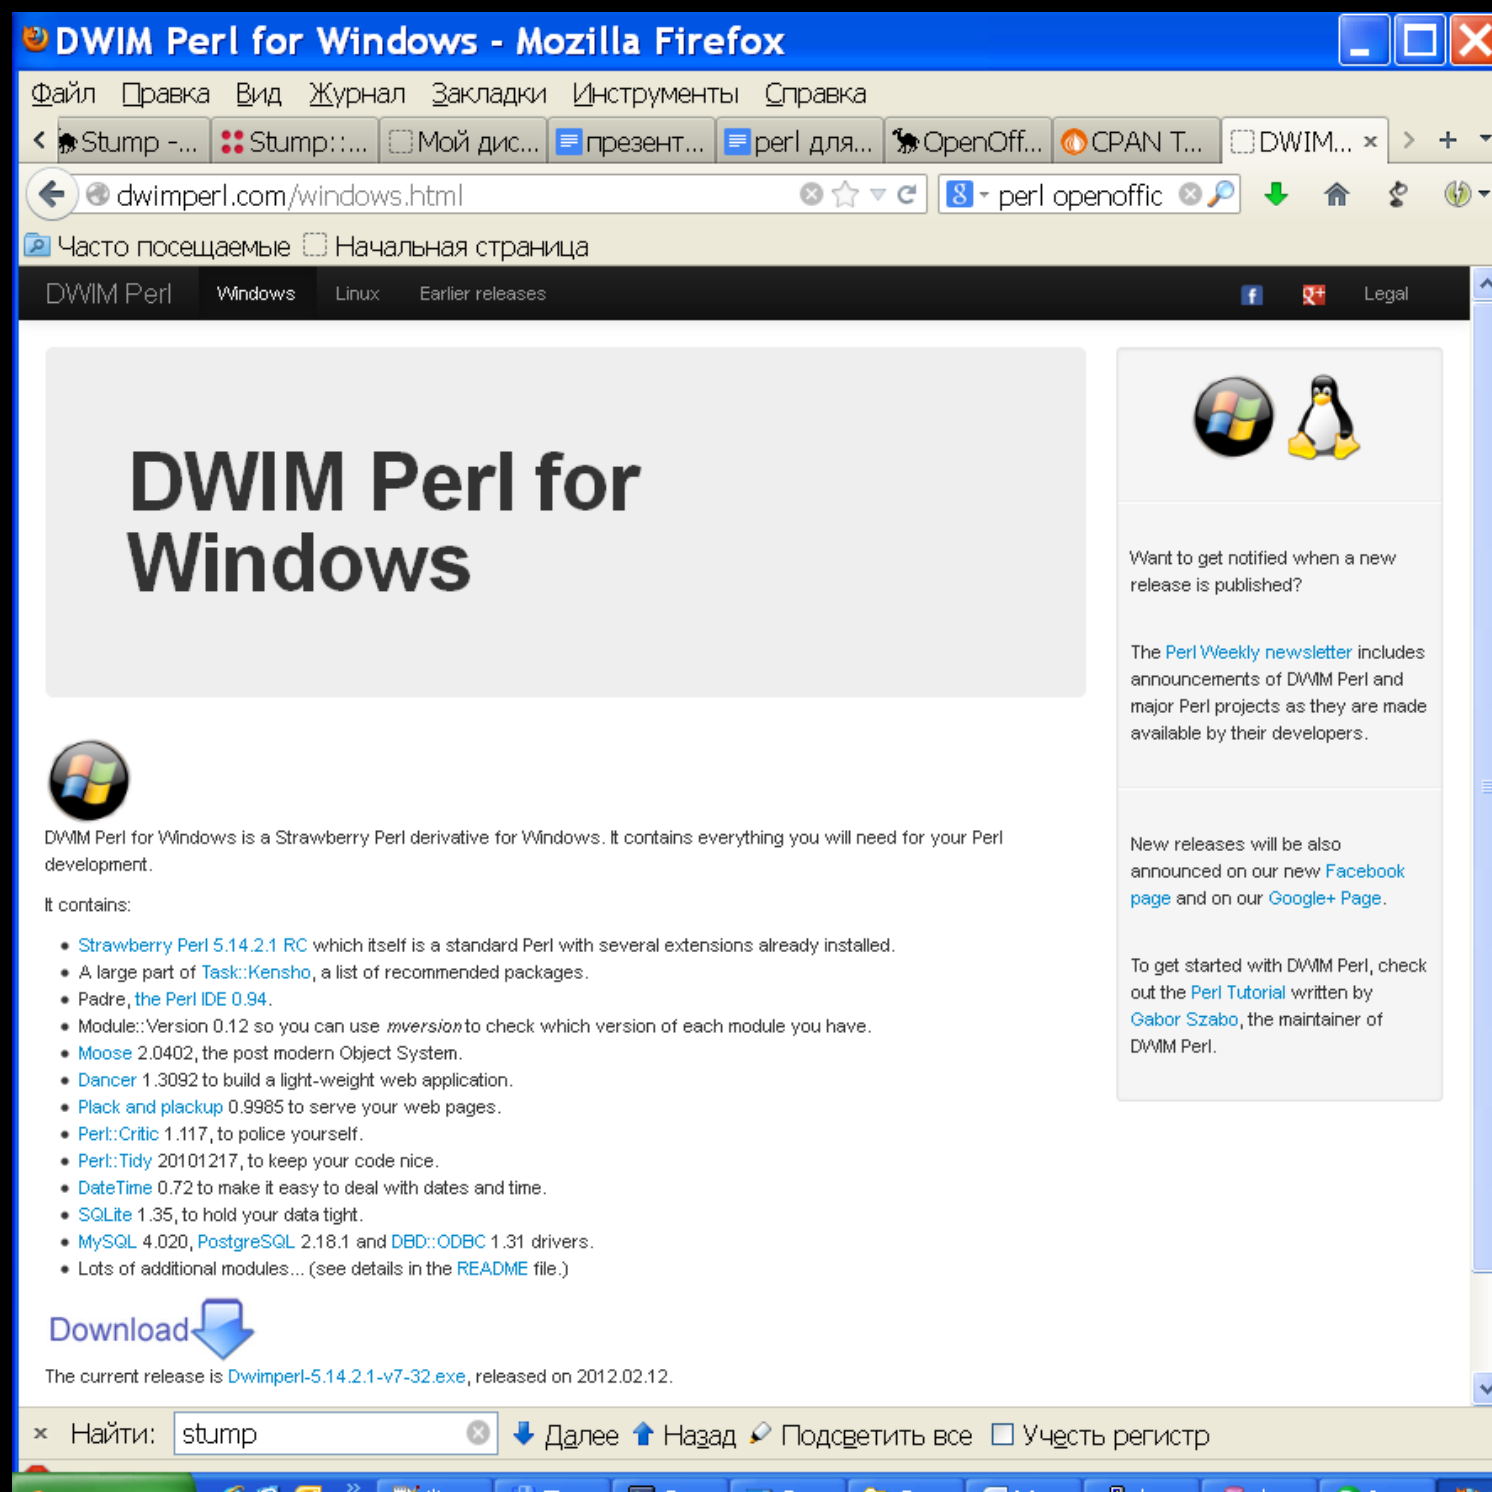 DWIM Perl for Windows - Mozilla Firefox
Файл Правка Вид Журнал Закладки Инструменты Справка
Stump -... Stump::... Мой дис... презент... perl для... OpenOff... CPAN T... DWIM...
dwimperl.com/windows.html perl openoffic
Часто посещаемые Начальная страница
DWIM Perl Windows Linux Earlier releases Legal
DWIM Perl for
Windows
DWIM Perl for Windows is a Strawberry Perl derivative for Windows. It contains everything you will need for your Perl
development.
It contains:
Strawberry Perl 5.14.2.1 RC which itself is a standard Perl with several extensions already installed.
A large part of Task::Kensho, a list of recommended packages.
Padre, the Perl IDE 0.94.
Module::Version 0.12 so you can use mversion to check which version of each module you have.
Moose 2.0402, the post modern Object System.
Dancer 1.3092 to build a light-weight web application.
Plack and plackup 0.9985 to serve your web pages.
Perl::Critic 1.117, to police yourself.
Perl::Tidy 20101217, to keep your code nice.
DateTime 0.72 to make it easy to deal with dates and time.
SQLite 1.35, to hold your data tight.
MySQL 4.020, PostgreSQL 2.18.1 and DBD::ODBC 1.31 drivers.
Lots of additional modules... (see details in the README file.)
Download
The current release is Dwimperl-5.14.2.1-v7-32.exe, released on 2012.02.12.
Want to get notified when a new
release is published?
The Perl Weekly newsletter includes
announcements of DWIM Perl and
major Perl projects as they are made
available by their developers.
New releases will be also
announced on our new Facebook
page and on our Google+ Page.
To get started with DWIM Perl, check
out the Perl Tutorial written by
Gabor Szabo, the maintainer of
DWIM Perl.
Найти: stump Далее Назад Подсветить все Учесть регистр